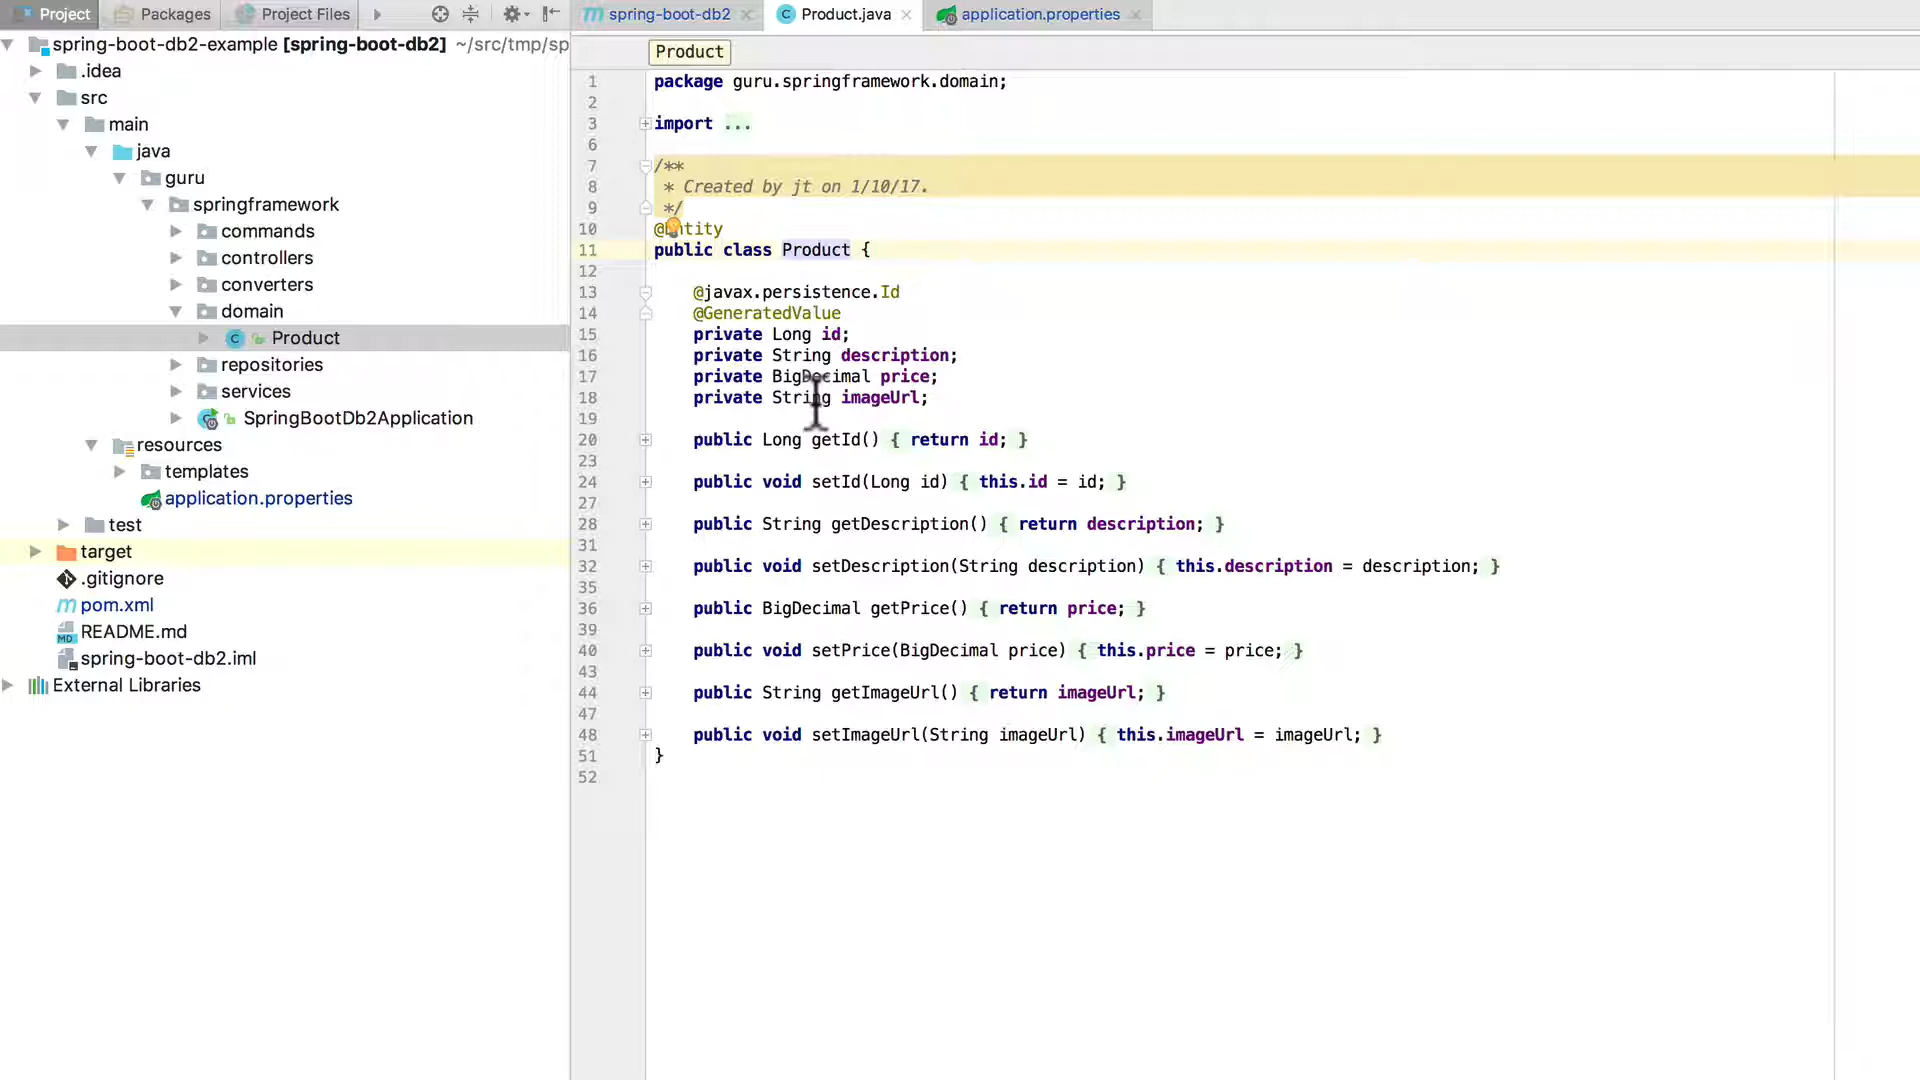 Project
Packages
Project Files
spring-boot-db2-example [spring-boot-db2] ~/src/tmp/sp
.idea
src
main
java
guru
springframework
commands
controllers
converters
domain
Product
repositories
services
SpringBootDb2Application
resources
templates
application.properties
test
target
.gitignore
pom.xml
README.md
spring-boot-db2.iml
External Libraries
spring-boot-db2
Product.java
application.properties
Product
1 package guru.springframework.domain;
2
3 import ...
6
7 /**
8 * Created by jt on 1/10/17.
9 */
10 @Entity
11 public class Product {
12
13 @javax.persistence.Id
14 @GeneratedValue
15 private Long id;
16 private String description;
17 private BigDecimal price;
18 private String imageUrl;
19
20 public Long getId() { return id; }
23
24 public void setId(Long id) { this.id = id; }
27
28 public String getDescription() { return description; }
31
32 public void setDescription(String description) { this.description = description; }
35
36 public BigDecimal getPrice() { return price; }
39
40 public void setPrice(BigDecimal price) { this.price = price; }
43
44 public String getImageUrl() { return imageUrl; }
47
48 public void setImageUrl(String imageUrl) { this.imageUrl = imageUrl; }
51 }
52